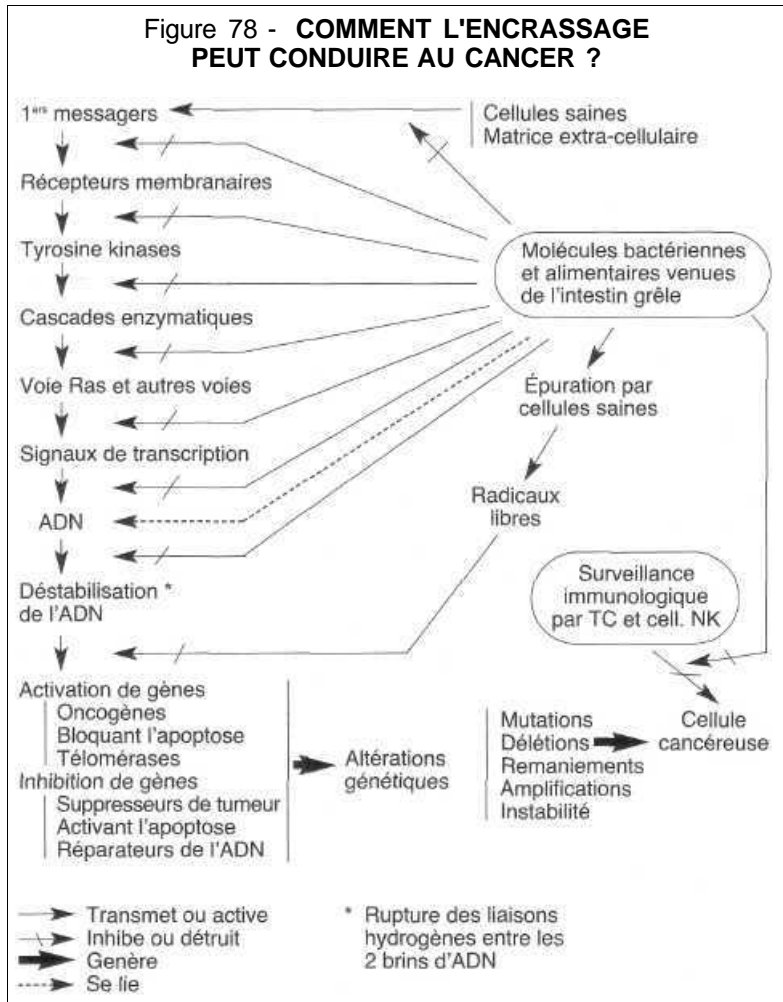 Figure 78 - COMMENT L'ENCRASSAGE
PEUT CONDUIRE AU CANCER ?
1ers messagers
Cellules saines
Matrice extra-cellulaire
Récepteurs membranaires
Tyrosine kinases
Molécules bactériennes
et alimentaires venues
de l'intestin grêle
Cascades enzymatiques
Voie Ras et autres voies
Épuration par
cellules saines
Signaux de transcription
Radicaux
libres
ADN
Déstabilisation *
de l'ADN
Surveillance
immunologique
par TC et cell. NK
Activation de gènes
Oncogènes
Bloquant l'apoptose
Télomérases
Inhibition de gènes
Suppresseurs de tumeur
Activant l'apoptose
Réparateurs de l'ADN
Altérations
génétiques
Mutations
Délétions
Remaniements
Amplifications
Instabilité
Cellule
cancéreuse
Transmet ou active
Inhibe ou détruit
Genère
Se lie
* Rupture des liaisons
hydrogènes entre les
2 brins d'ADN